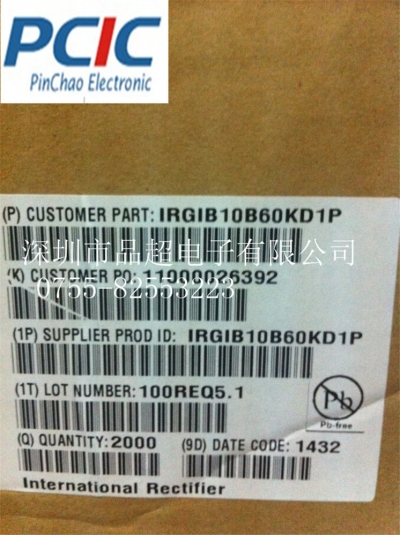 PCIC
PinChao Electronic
(P) CUSTOMER PART: IRGIB10B60KD1P
深圳市品超电子有限公司
(K) CUSTOMER PO: 11000026392
0755-82553223
(1P) SUPPLIER PROD ID: IRGIB10B60KD1P
(1T) LOT NUMBER: 100REQ5.1
Pb
Pb-free
(Q) QUANTITY: 2000 (9D) DATE CODE: 1432
International Rectifier